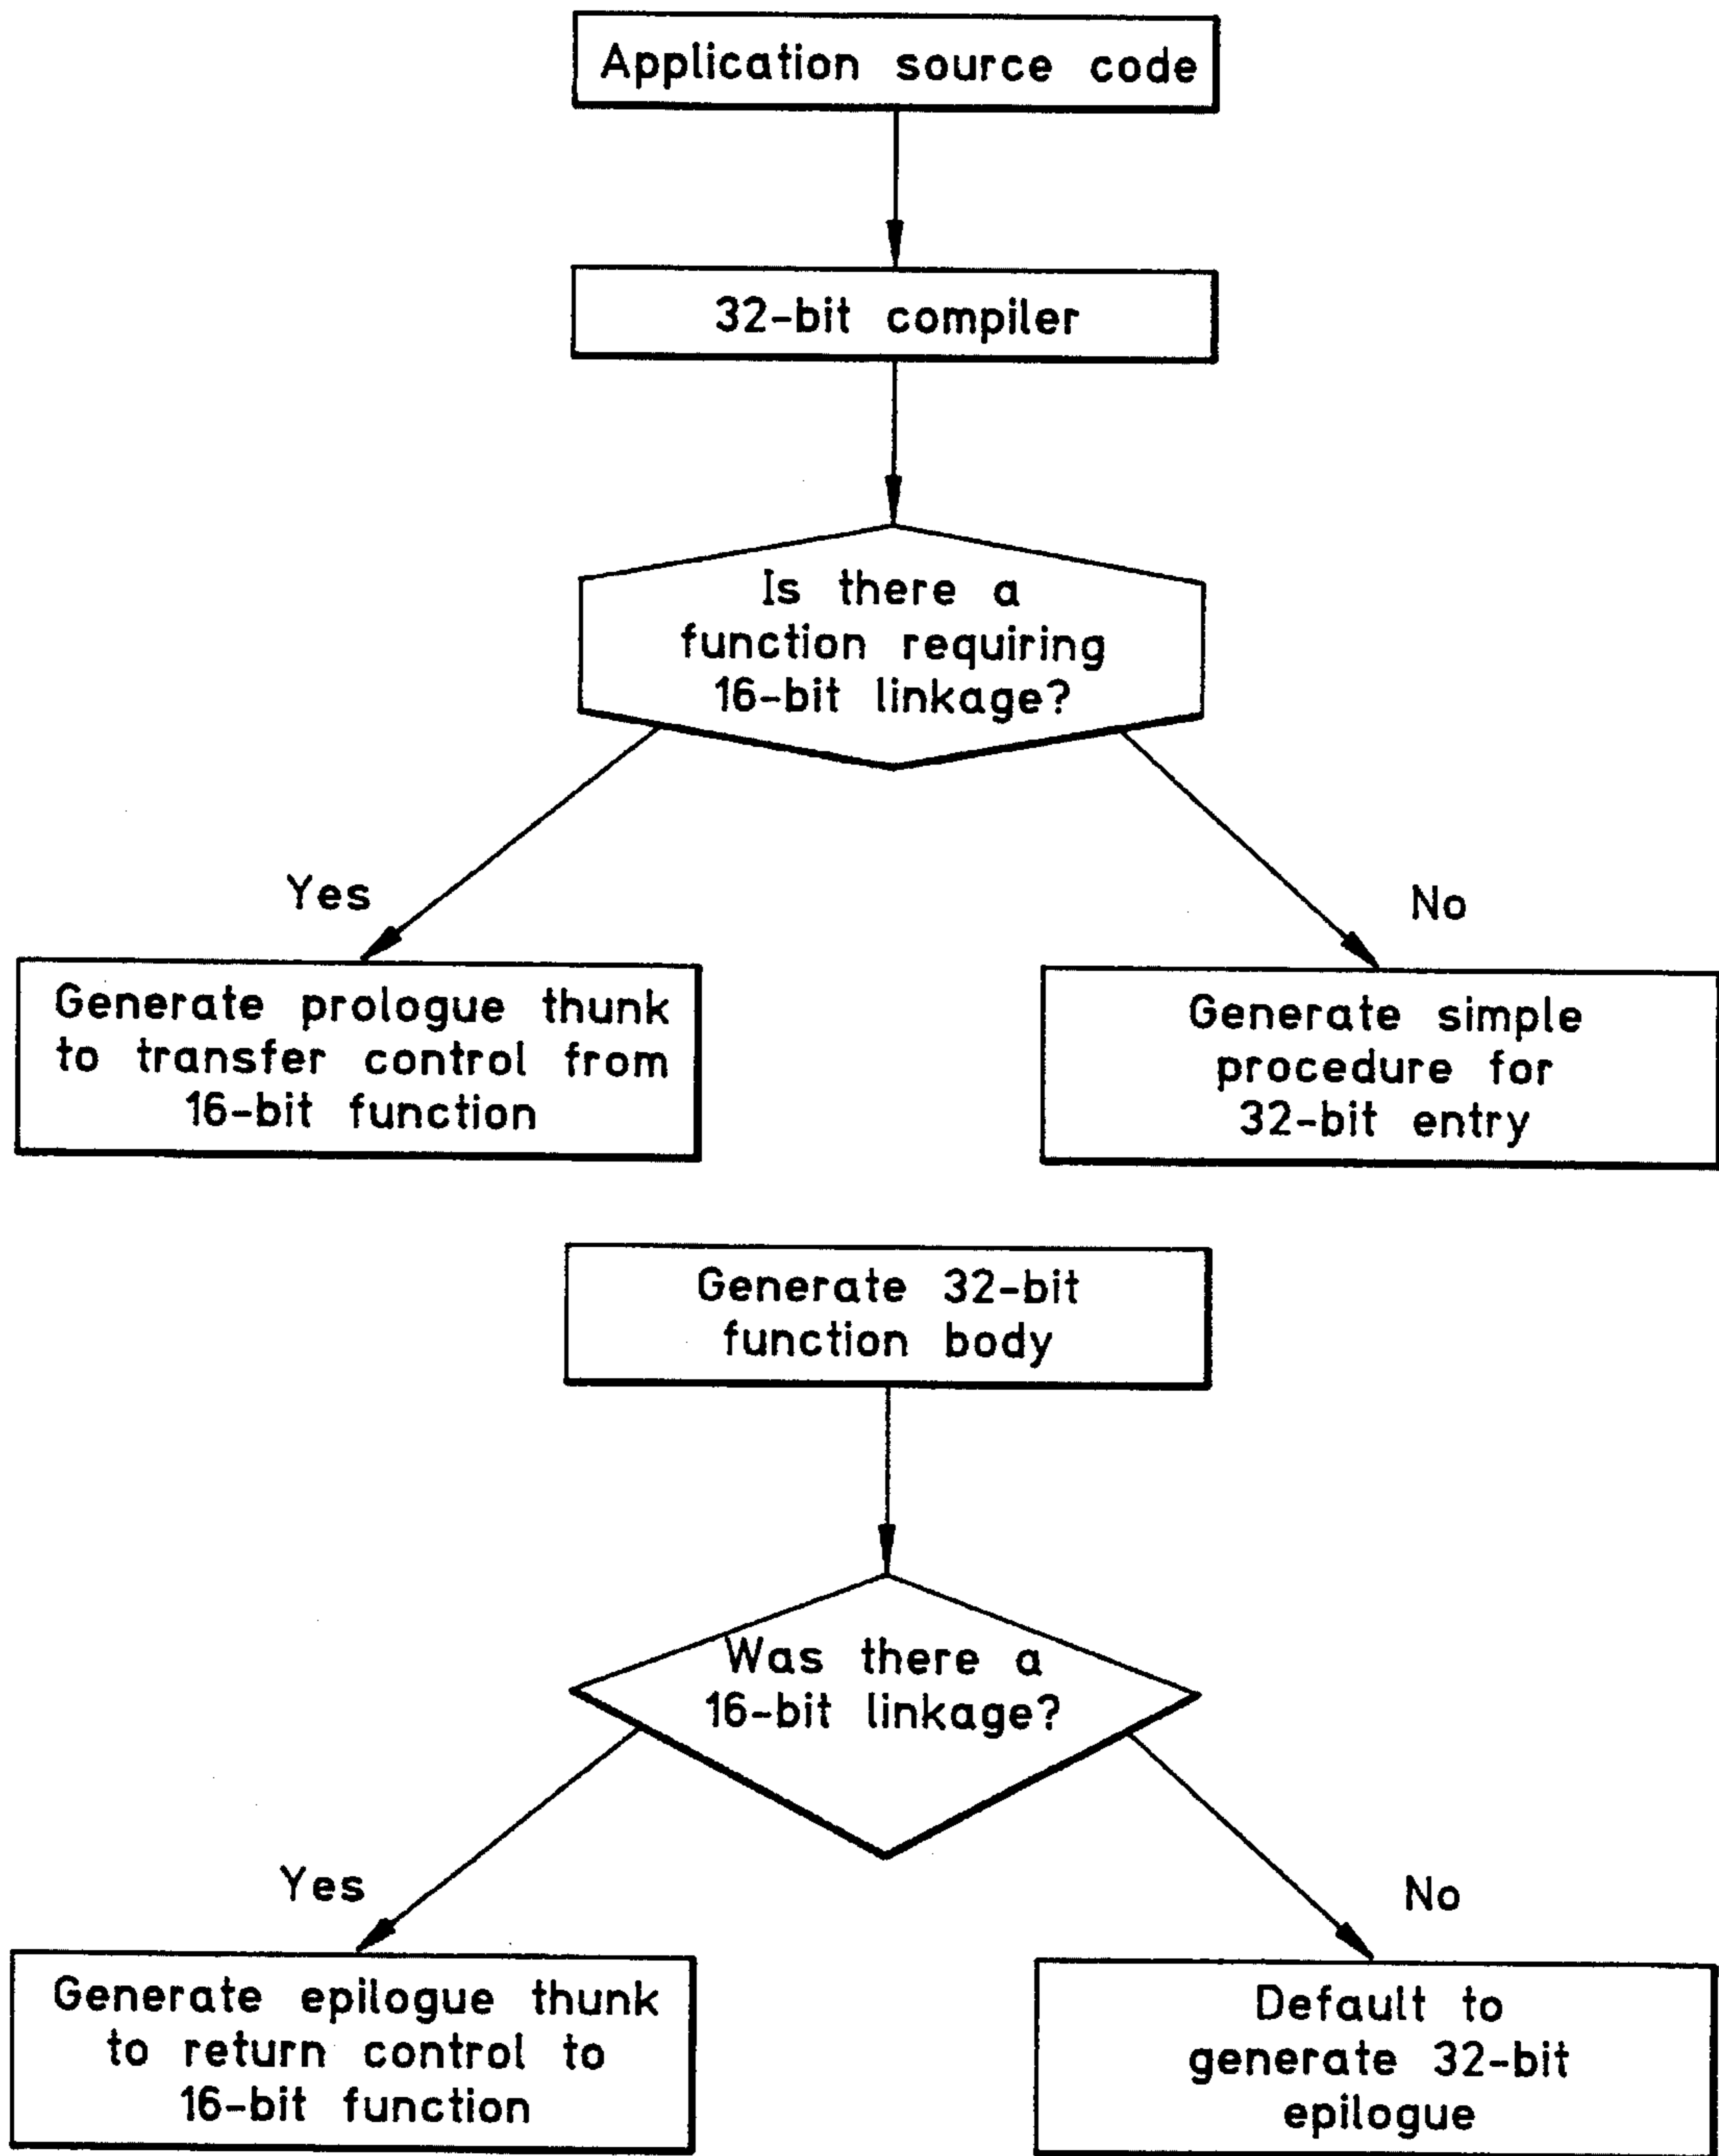 Application source code
32-bit compiler
Is there a
function requiring
16-bit linkage?
Yes
No
Generate prologue thunk
to transfer control from
16-bit function
Generate simple
procedure for
32-bit entry
Generate 32-bit
function body
Was there a
16-bit linkage?
Yes
No
Generate epilogue thunk
to return control to
16-bit function
Default to
generate 32-bit
epilogue